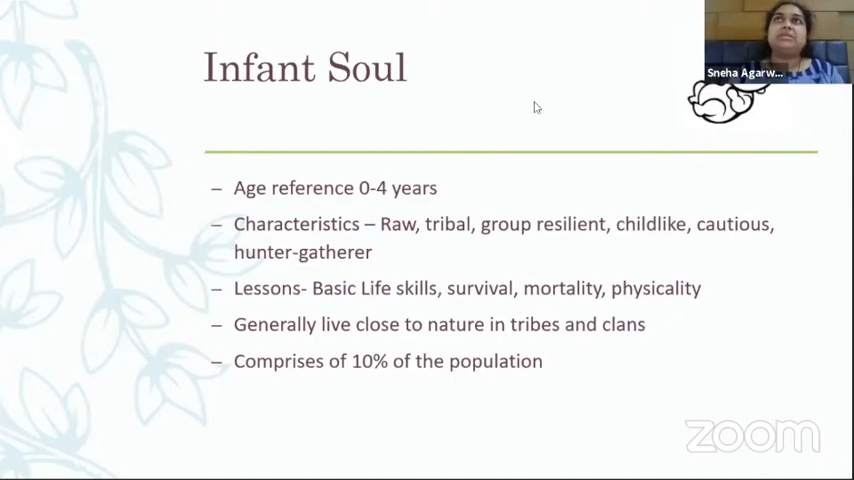 Infant Soul
Sneha Agarw...
– Age reference 0-4 years
– Characteristics – Raw, tribal, group resilient, childlike, cautious,
hunter-gatherer
– Lessons- Basic Life skills, survival, mortality, physicality
– Generally live close to nature in tribes and clans
– Comprises of 10% of the population
zoom